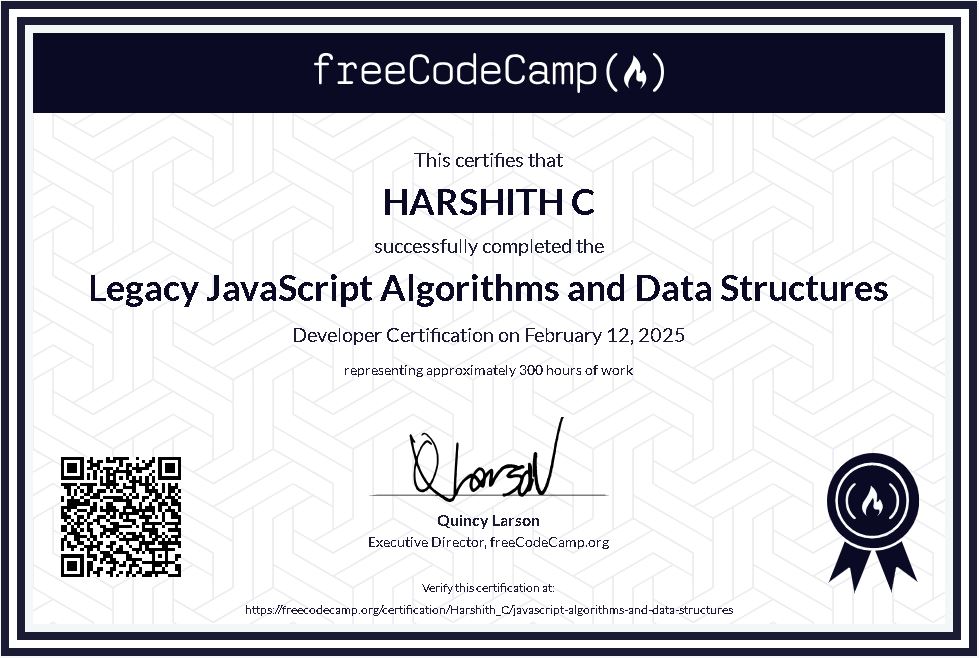 freeCodeCamp(🔥)
This certifies that
HARSHITH C
successfully completed the
Legacy JavaScript Algorithms and Data Structures
Developer Certification on February 12, 2025
representing approximately 300 hours of work
Q Larson
Quincy Larson
Executive Director, freeCodeCamp.org
Verify this certification at:
https://freecodecamp.org/certification/Harshith_C/javascript-algorithms-and-data-structures